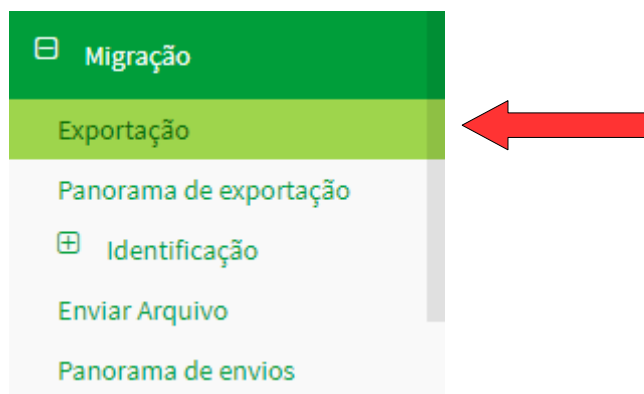 Migração
Exportação
Panorama de exportação
Identificação
Enviar Arquivo
Panorama de envios